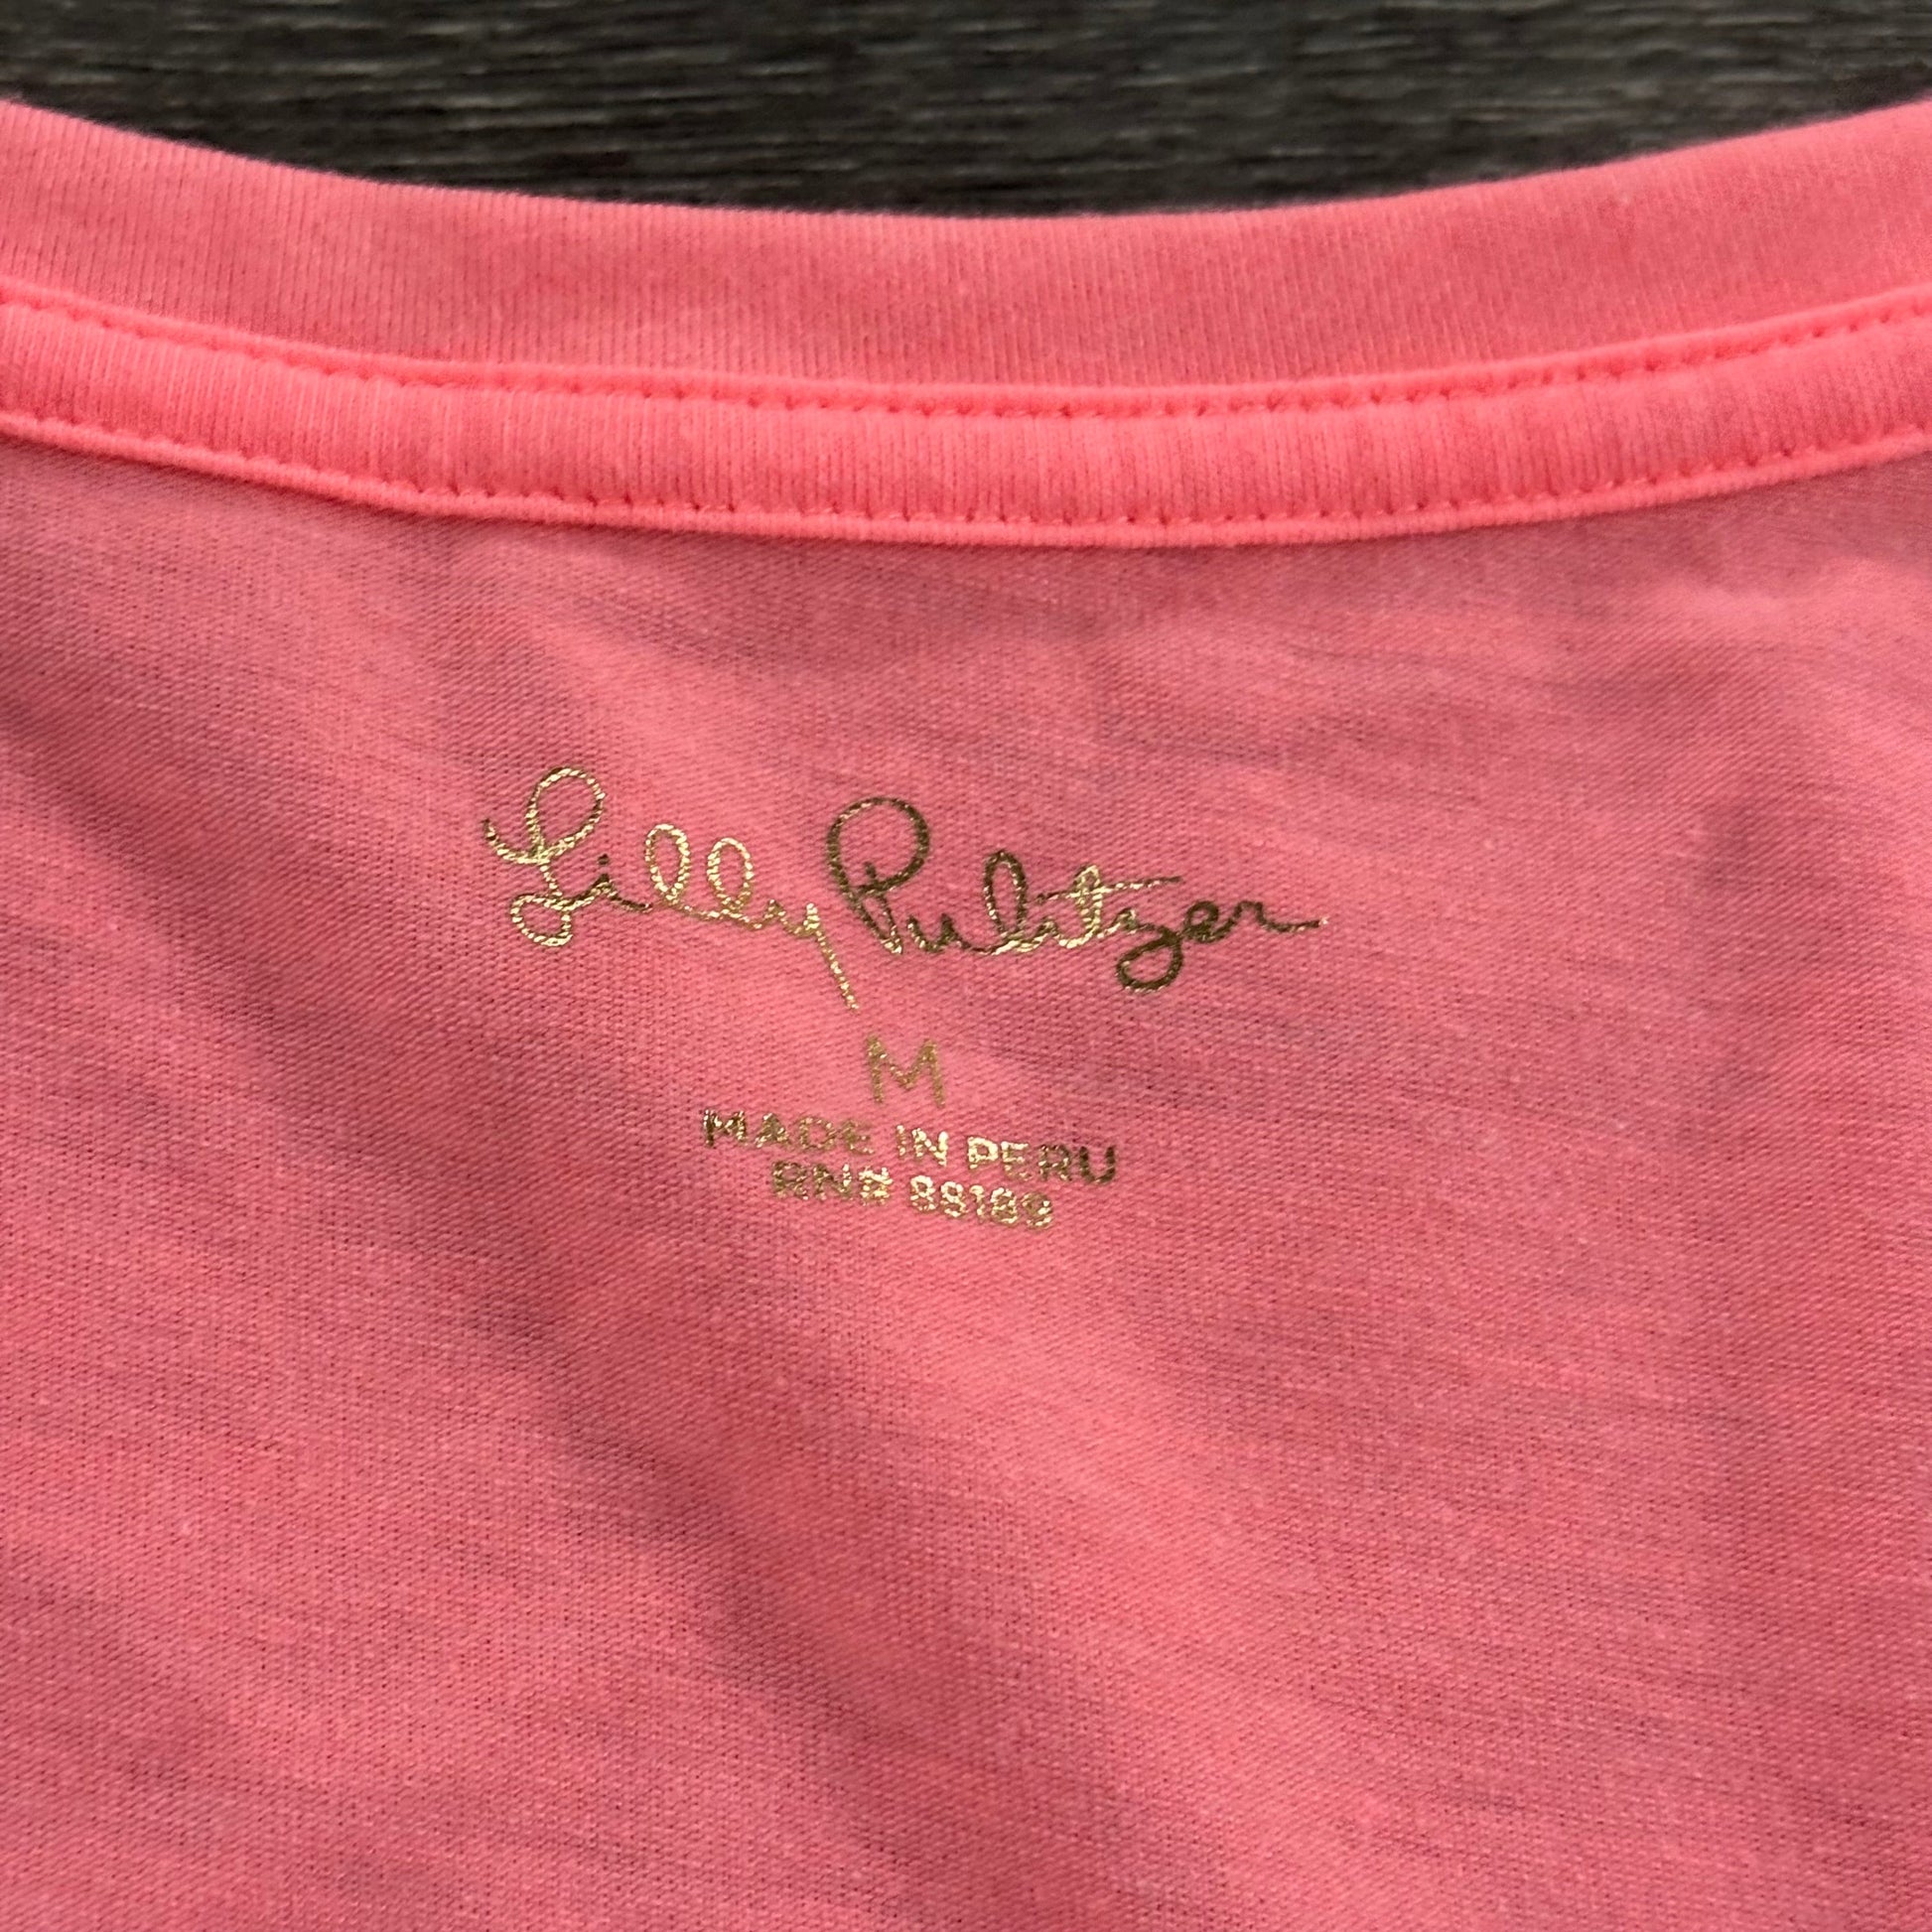 Lilly Pulitzer
M
MADE IN PERU
RN# 88189